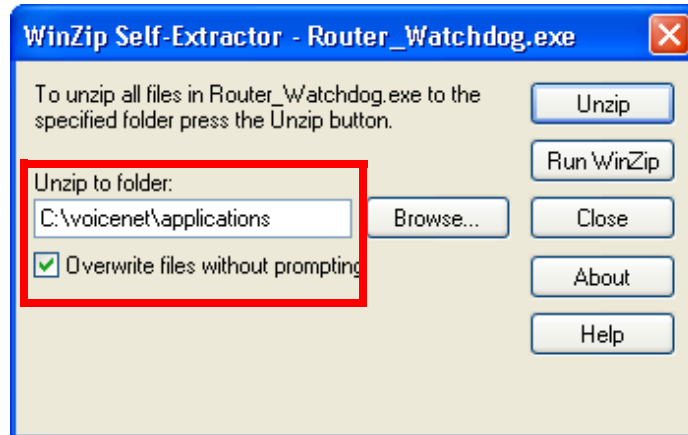 WinZip Self-Extractor - Router_Watchdog.exe
To unzip all files in Router_Watchdog.exe to the
specified folder press the Unzip button.
Unzip to folder:
C:\voicenet\applications
Browse...
Overwrite files without prompting
Unzip
Run WinZip
Close
About
Help